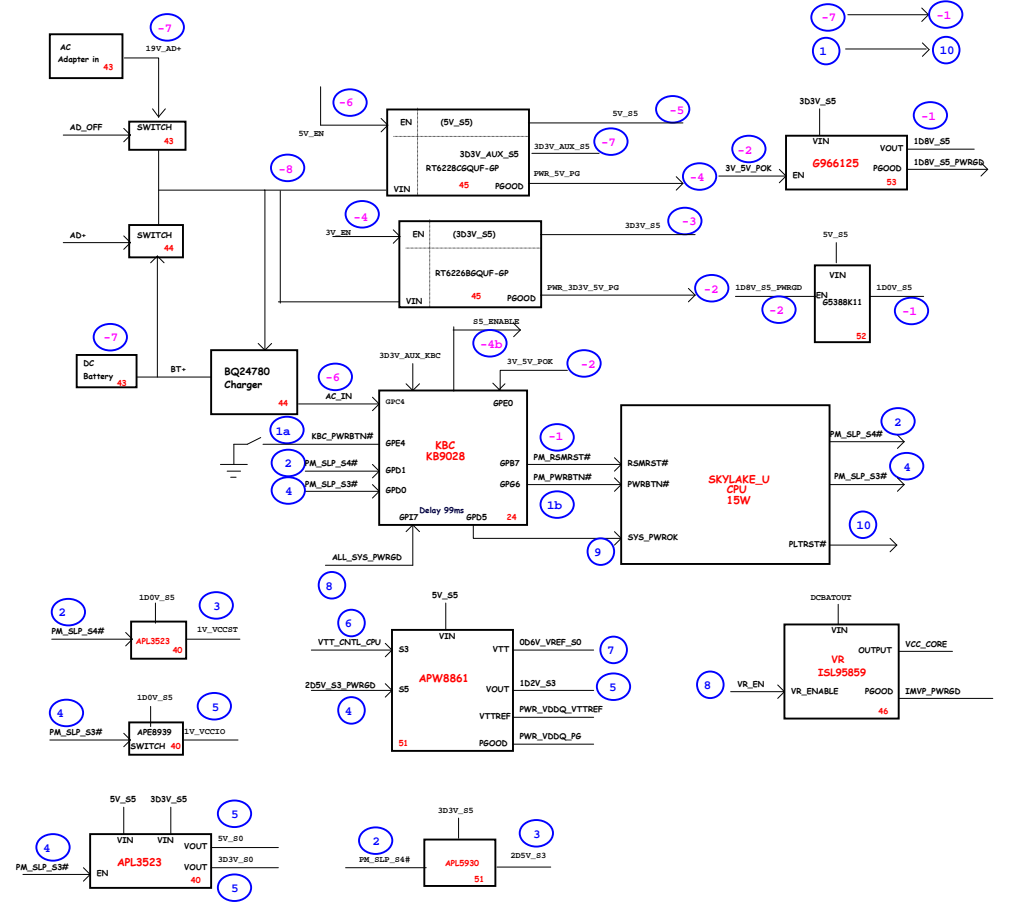 -7
-1
1
10
AC
Adapter in
43
-7
19V_AD+
AD_OFF
SWITCH
43
AD+
SWITCH
44
-8
-7
DC
Battery
43
BT+
BQ24780
Charger
44
-6
AC_IN
-6
5V_EN
EN
(5V_S5)
3D3V_AUX_S5
RT6228CGQUF-GP
VIN
45
PGOOD
5V_S5
-5
3D3V_AUX_S5
-7
PWR_5V_PG
-4
-4
3V_EN
EN
(3D3V_S5)
RT6226BGQUF-GP
VIN
45
PGOOD
3D3V_S5
-3
PWR_3D3V_5V_PG
-2
3D3V_S5
-2
3V_5V_POK
VIN
VOUT
G966125
EN
PGOOD
53
-1
1D8V_S5
1D8V_S5_PWRGD
5V_S5
1D8V_S5_PWRGD
-2
VIN
EN
G5388K11
52
1D0V_S5
-1
S5_ENABLE
-4b
3D3V_AUX_KBC
3V_5V_POK
-2
GPC4
GPE0
1a
KBC_PWRBTN#
GPE4
2
PM_SLP_S4#
GPD1
4
PM_SLP_S3#
GPD0
KBC
KB9028
GPB7
GPG6
Delay 99ms
GPI7
GPD5
24
-1
PM_RSMRST#
PM_PWRBTN#
1b
ALL_SYS_PWRGD
8
9
RSMRST#
PWRBTN#
SYS_PWROK
SKYLAKE_U
CPU
15W
PLTRST#
2
PM_SLP_S4#
4
PM_SLP_S3#
10
1D0V_S5
2
PM_SLP_S4#
APL3523
40
3
1V_VCCST
1D0V_S5
4
PM_SLP_S3#
APE8939
SWITCH
40
5
1V_VCCIO
5V_S5
3D3V_S5
4
PM_SLP_S3#
VIN
VIN
VOUT
APL3523
VOUT
EN
40
5
5V_S0
3D3V_S0
5
5V_S5
6
VTT_CNTL_CPU
2D5V_S3_PWRGD
4
VIN
S3
VTT
APW8861
S5
VOUT
VTTREF
51
PGOOD
0D6V_VREF_S0
7
1D2V_S3
5
PWR_VDDQ_VTTREF
PWR_VDDQ_PG
3D3V_S5
2
PM_SLP_S4#
APL5930
51
3
2D5V_S3
DCBATOUT
8
VR_EN
VIN
OUTPUT
VR
ISL95859
VR_ENABLE
PGOOD
46
VCC_CORE
IMVP_PWRGD